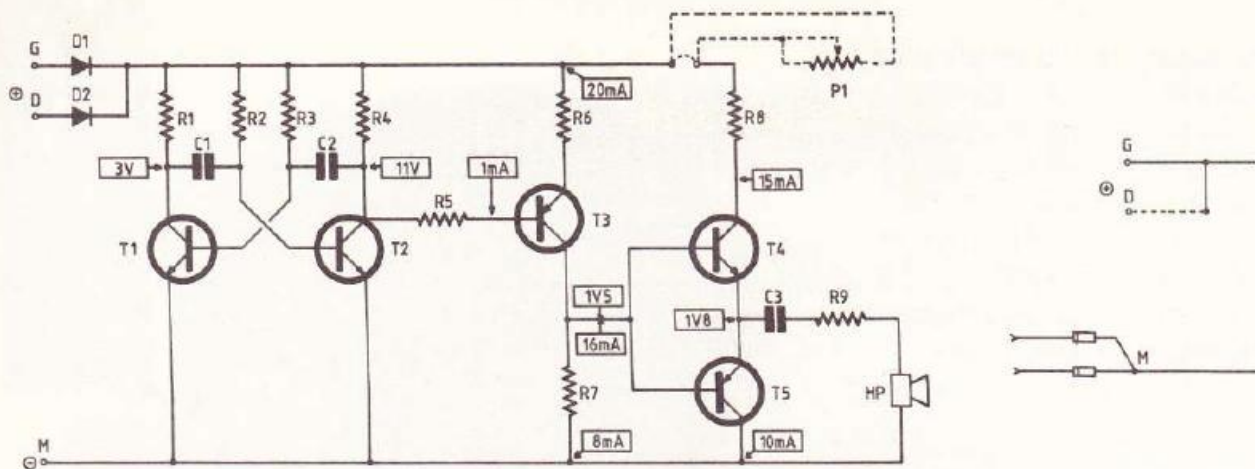 G D1
⊕ D D2
R1 R2 R3 R4
C1 C2
3V 11V
1mA
R5
T1 T2 T3
20mA
R6
P1
R8
15mA
T4
1V5
16mA
1V8
C3 R9
R7
T5
HP
8mA
10mA
⊖ M
G
⊕
D
M